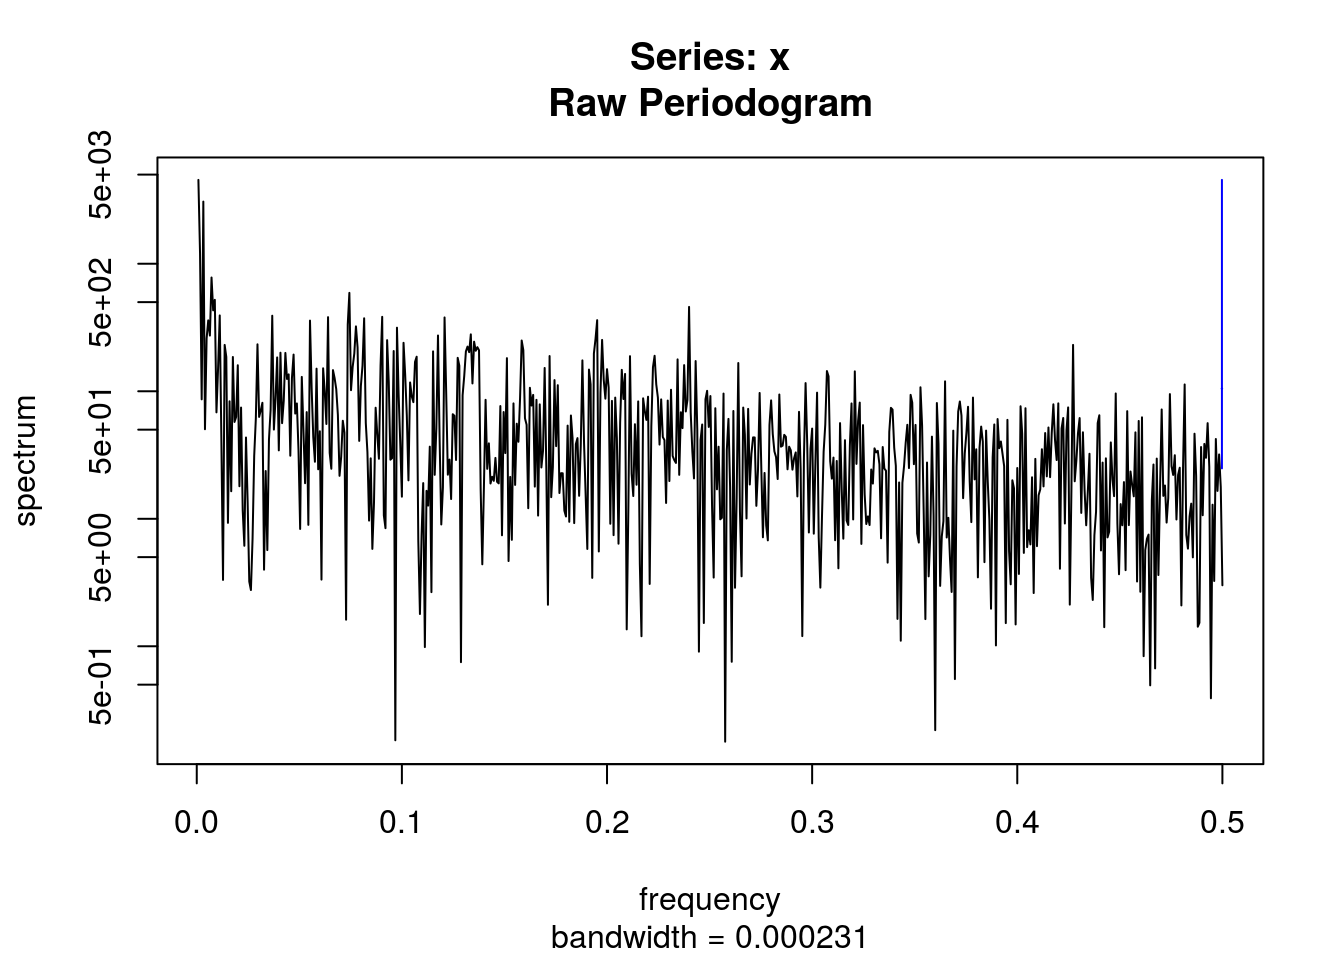 Series: x
Raw Periodogram
5e+03
5e+02
5e+01
5e+00
5e-01
spectrum
0.0 0.1 0.2 0.3 0.4 0.5
frequency
bandwidth = 0.000231